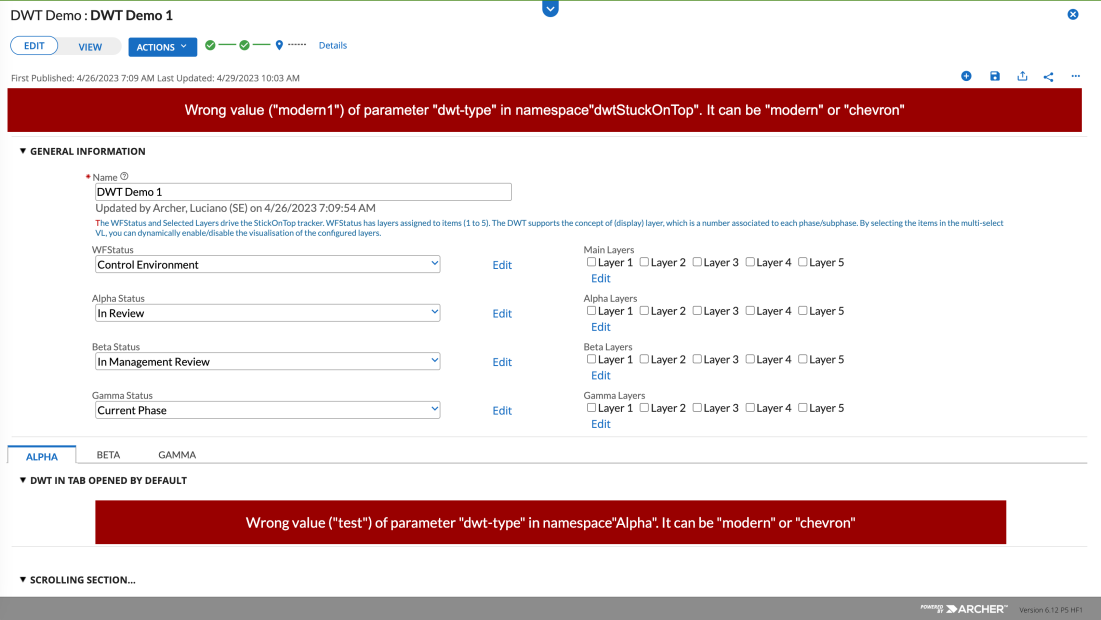 DWT Demo : DWT Demo 1
EDIT VIEW ACTIONS Details
First Published: 4/26/2023 7:09 AM Last Updated: 4/29/2023 10:03 AM
Wrong value ("modern1") of parameter "dwt-type" in namespace"dwtStuckOnTop". It can be "modern" or "chevron"
GENERAL INFORMATION
* Name
DWT Demo 1
Updated by Archer, Luciano (SE) on 4/26/2023 7:09:54 AM
The WFStatus and Selected Layers drive the StickOnTop tracker. WFStatus has layers assigned to items (1 to 5). The DWT supports the concept of (display) layer, which is a number associated to each phase/subphase. By selecting the items in the multi-select
VL, you can dynamically enable/disable the visualisation of the configured layers.
WFStatus Main Layers
Control Environment Edit Layer 1 Layer 2 Layer 3 Layer 4 Layer 5
Edit
Alpha Status Alpha Layers
In Review Edit Layer 1 Layer 2 Layer 3 Layer 4 Layer 5
Edit
Beta Status Beta Layers
In Management Review Edit Layer 1 Layer 2 Layer 3 Layer 4 Layer 5
Edit
Gamma Status Gamma Layers
Current Phase Edit Layer 1 Layer 2 Layer 3 Layer 4 Layer 5
Edit
ALPHA BETA GAMMA
DWT IN TAB OPENED BY DEFAULT
Wrong value ("test") of parameter "dwt-type" in namespace"Alpha". It can be "modern" or "chevron"
SCROLLING SECTION...
POWERED BY ARCHER™ Version 6.12 P5 HF1